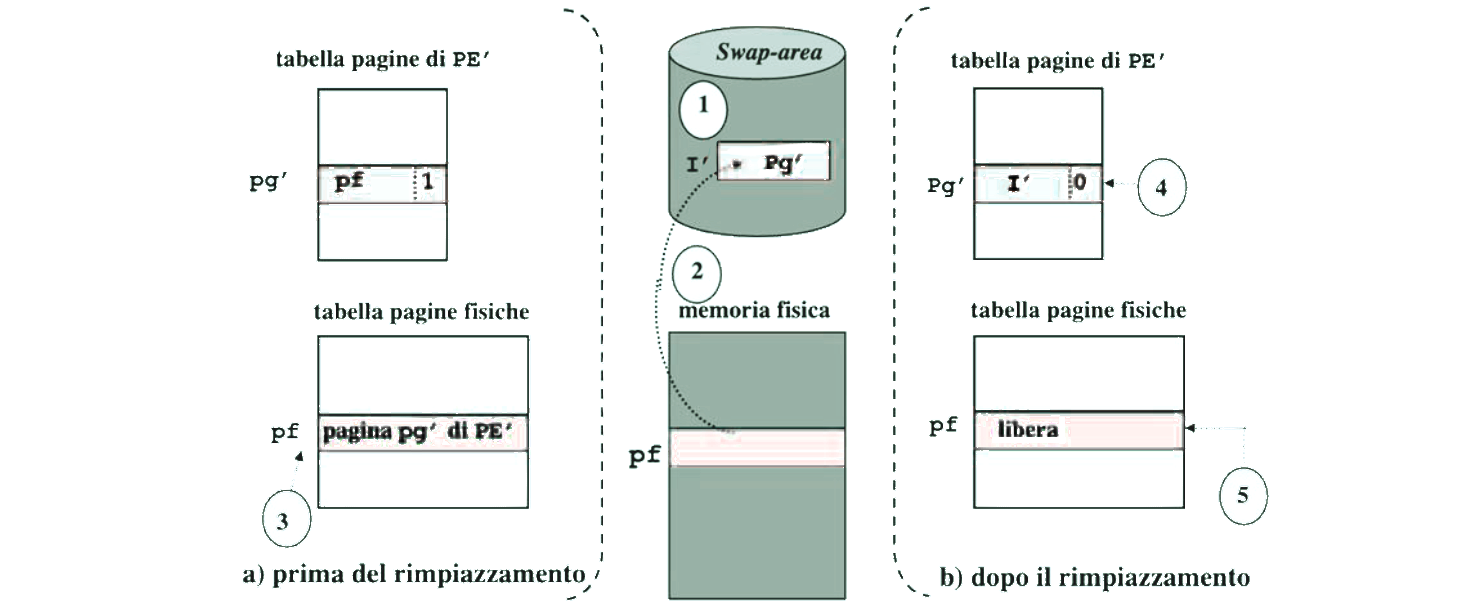 tabella pagine di PE'
pg' pf 1
tabella pagine fisiche
pf pagina pg' di PE'
3
a) prima del rimpiazzamento
Swap-area
1
I' Pg'
2
memoria fisica
pf
tabella pagine di PE'
Pg' I' 0
4
tabella pagine fisiche
pf libera
5
b) dopo il rimpiazzamento